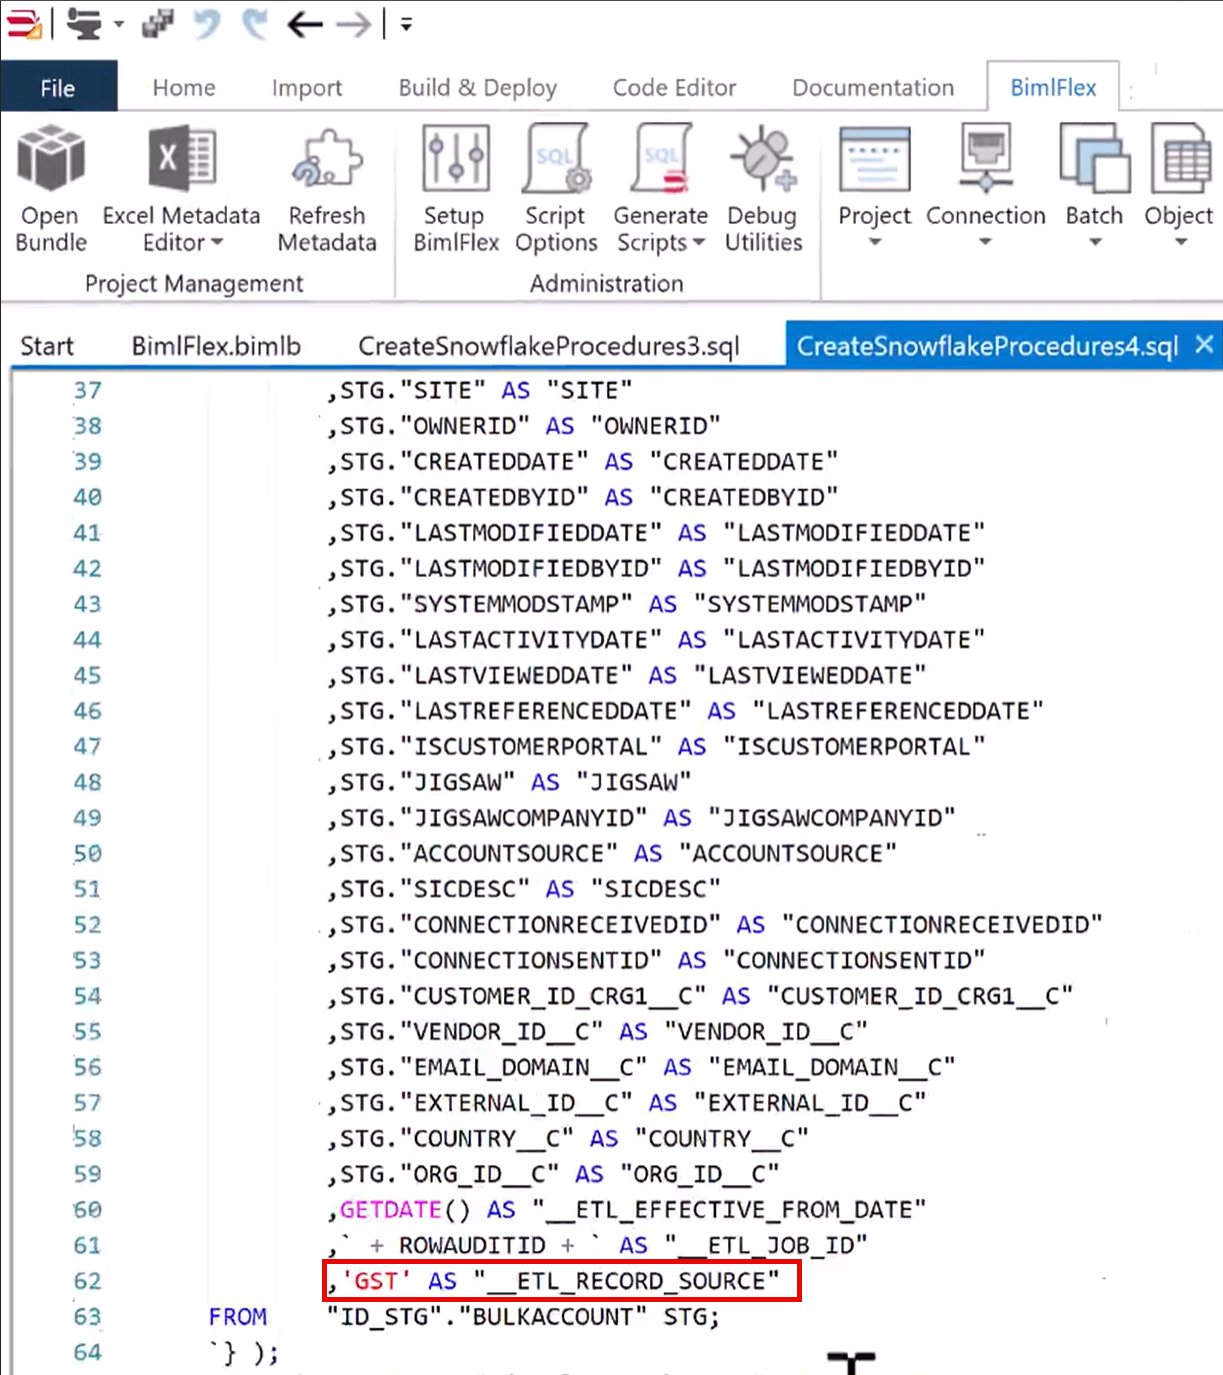 File Home Import Build & Deploy Code Editor Documentation BimlFlex
X SQL SQL
Open Bundle Excel Metadata Editor Refresh Metadata Setup BimlFlex Script Options Generate Scripts Debug Utilities Project Connection Batch Object
Project Management Administration
Start BimlFlex.bimlb CreateSnowflakeProcedures3.sql CreateSnowflakeProcedures4.sql
37 ,STG."SITE" AS "SITE"
38 ,STG."OWNERID" AS "OWNERID"
39 ,STG."CREATEDDATE" AS "CREATEDDATE"
40 ,STG."CREATEDBYID" AS "CREATEDBYID"
41 ,STG."LASTMODIFIEDDATE" AS "LASTMODIFIEDDATE"
42 ,STG."LASTMODIFIEDBYID" AS "LASTMODIFIEDBYID"
43 ,STG."SYSTEMMODSTAMP" AS "SYSTEMMODSTAMP"
44 ,STG."LASTACTIVITYDATE" AS "LASTACTIVITYDATE"
45 ,STG."LASTVIEWEDDATE" AS "LASTVIEWEDDATE"
46 ,STG."LASTREFERENCEDDATE" AS "LASTREFERENCEDDATE"
47 ,STG."ISCUSTOMERPORTAL" AS "ISCUSTOMERPORTAL"
48 ,STG."JIGSAW" AS "JIGSAW"
49 ,STG."JIGSAWCOMPANYID" AS "JIGSAWCOMPANYID"
50 ,STG."ACCOUNTSOURCE" AS "ACCOUNTSOURCE"
51 ,STG."SICDESC" AS "SICDESC"
52 ,STG."CONNECTIONRECEIVEDID" AS "CONNECTIONRECEIVEDID"
53 ,STG."CONNECTIONSENTID" AS "CONNECTIONSENTID"
54 ,STG."CUSTOMER_ID_CRG1__C" AS "CUSTOMER_ID_CRG1__C"
55 ,STG."VENDOR_ID__C" AS "VENDOR_ID__C"
56 ,STG."EMAIL_DOMAIN__C" AS "EMAIL_DOMAIN__C"
57 ,STG."EXTERNAL_ID__C" AS "EXTERNAL_ID__C"
58 ,STG."COUNTRY__C" AS "COUNTRY__C"
59 ,STG."ORG_ID__C" AS "ORG_ID__C"
60 ,GETDATE() AS "__ETL_EFFECTIVE_FROM_DATE"
61 ,` + ROWAUDITID + ` AS "__ETL_JOB_ID"
62 ,'GST' AS "__ETL_RECORD_SOURCE"
63 FROM "ID_STG"."BULKACCOUNT" STG;
64 `} );